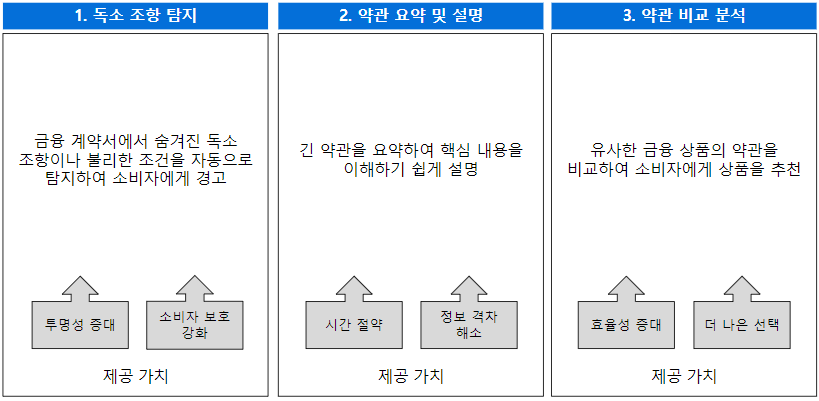 1. 독소 조항 탐지
금융 계약서에서 숨겨진 독소
조항이나 불리한 조건을 자동으로
탐지하여 소비자에게 경고
투명성 증대
소비자 보호
강화
제공 가치
2. 약관 요약 및 설명
긴 약관을 요약하여 핵심 내용을
이해하기 쉽게 설명
시간 절약
정보 격차
해소
제공 가치
3. 약관 비교 분석
유사한 금융 상품의 약관을
비교하여 소비자에게 상품을 추천
효율성 증대
더 나은 선택
제공 가치